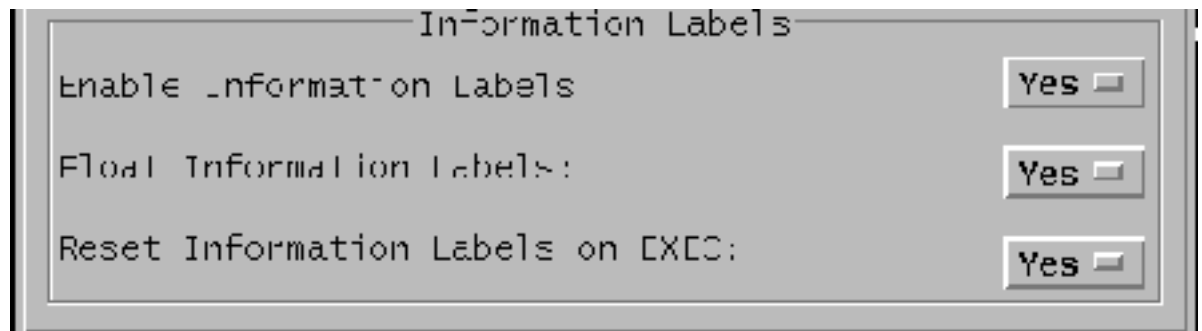 Information Labels
Enable Information Labels
Yes
Float Information Labels:
Yes
Reset Information Labels on EXEC:
Yes